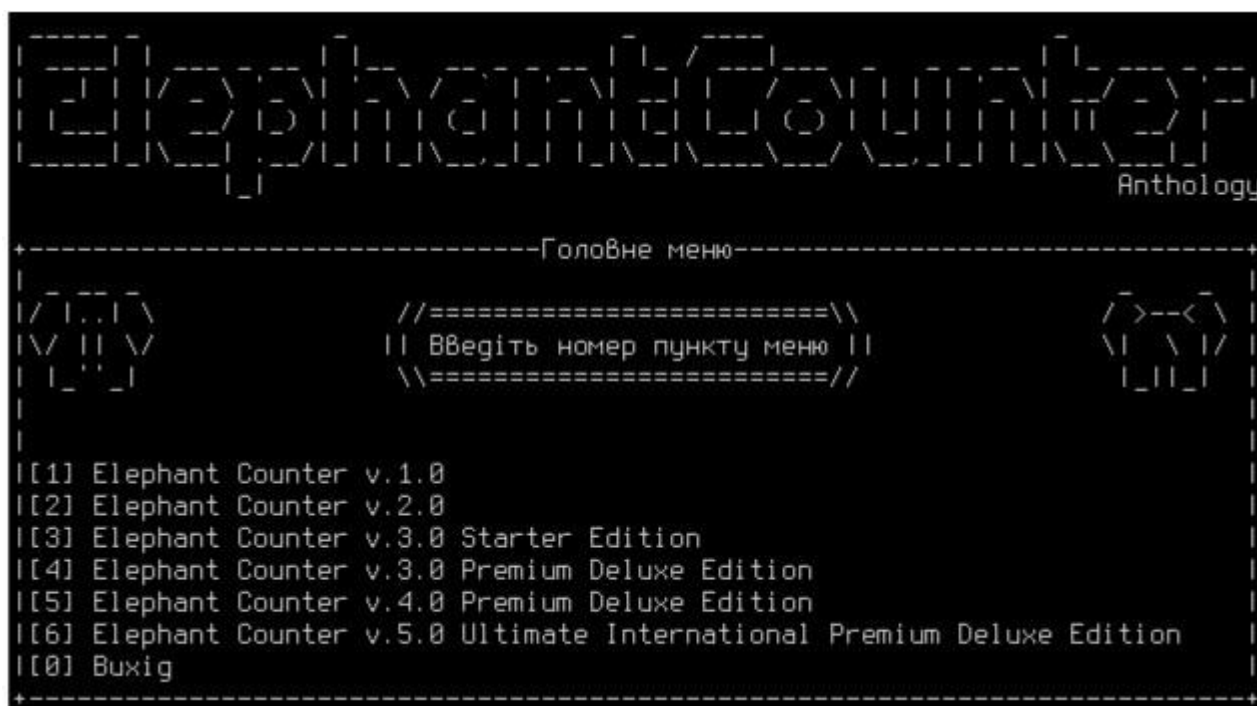 ElephantCounter
Anthology
Головне меню
Введіть номер пункту меню
[1] Elephant Counter v.1.0
[2] Elephant Counter v.2.0
[3] Elephant Counter v.3.0 Starter Edition
[4] Elephant Counter v.3.0 Premium Deluxe Edition
[5] Elephant Counter v.4.0 Premium Deluxe Edition
[6] Elephant Counter v.5.0 Ultimate International Premium Deluxe Edition
[0] Вихід